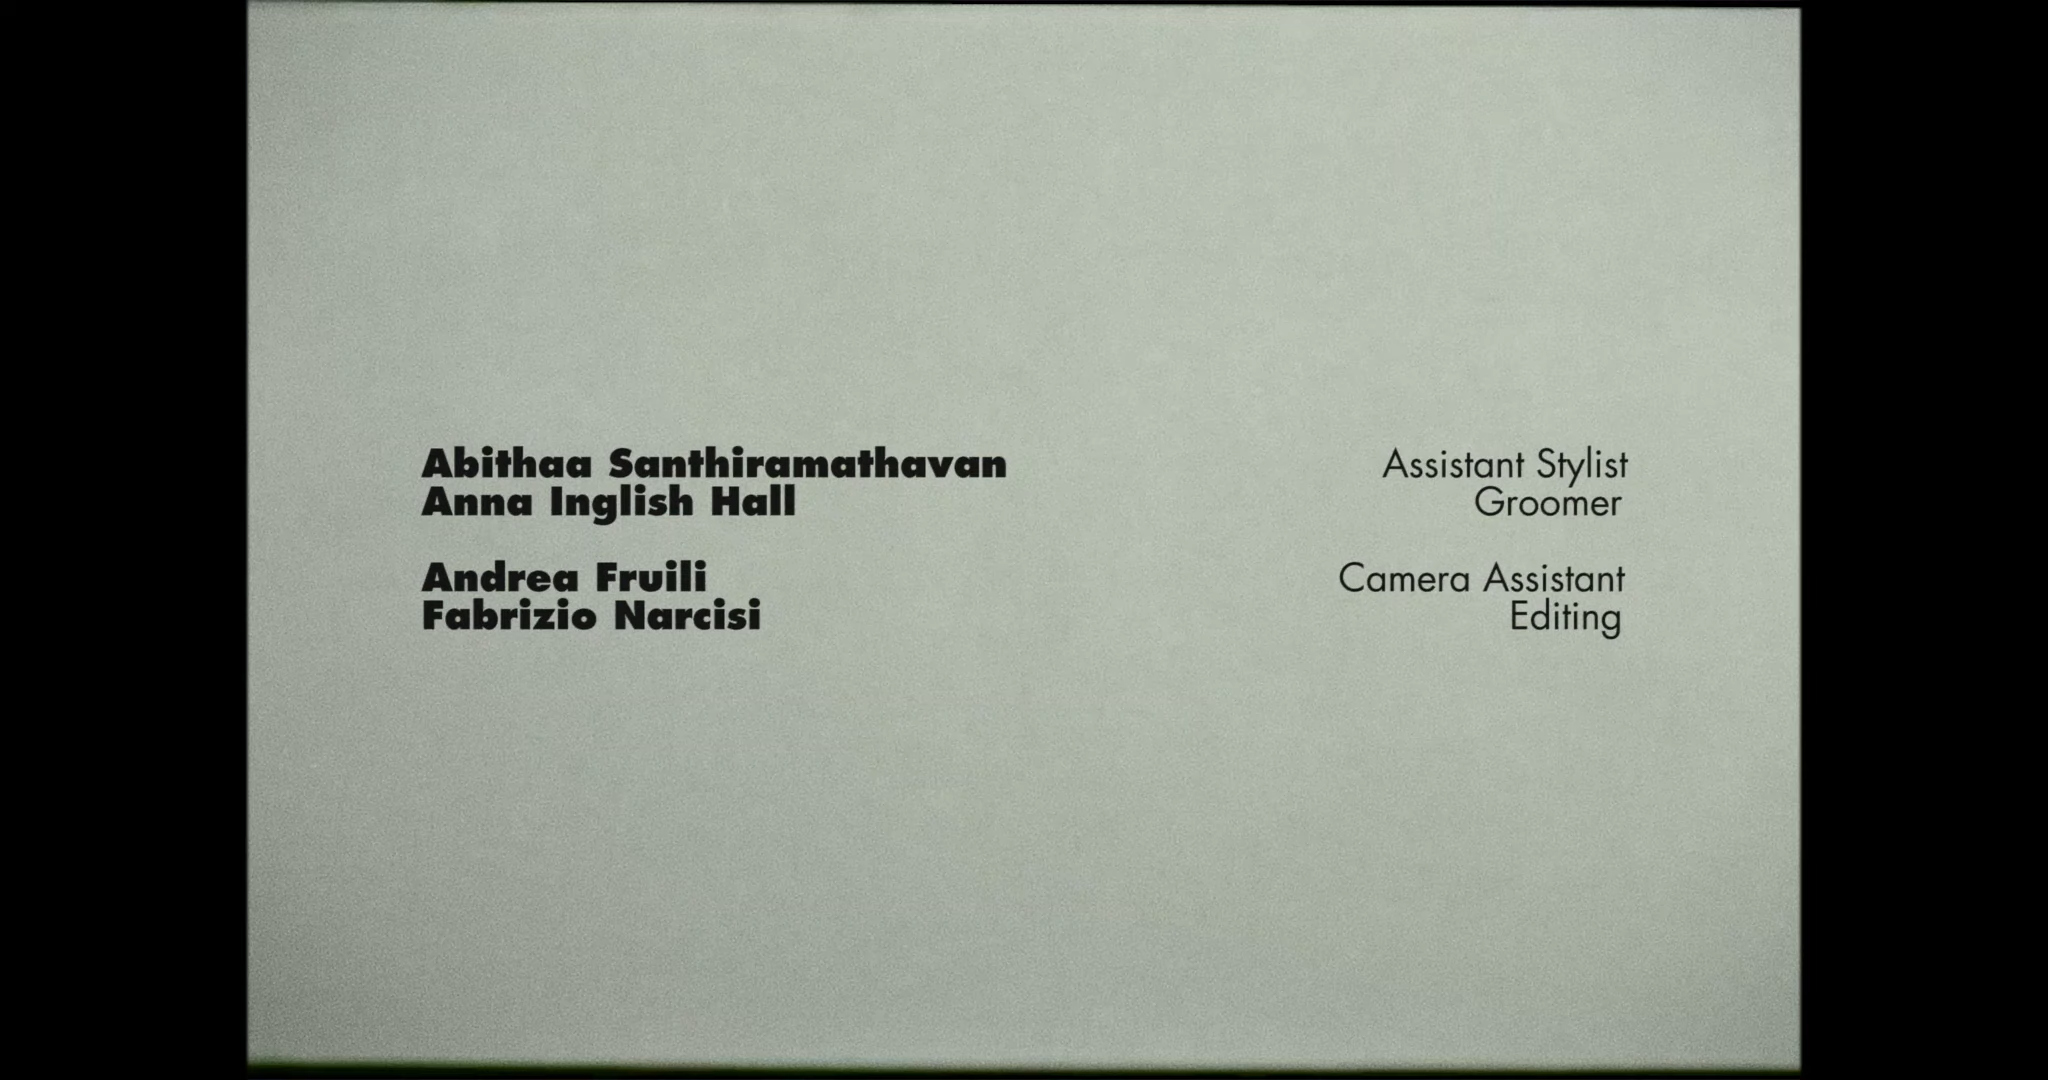 Abithaa Santhiramathavan Assistant Stylist
Anna Inglish Hall Groomer
Andrea Fruili Camera Assistant
Fabrizio Narcisi Editing